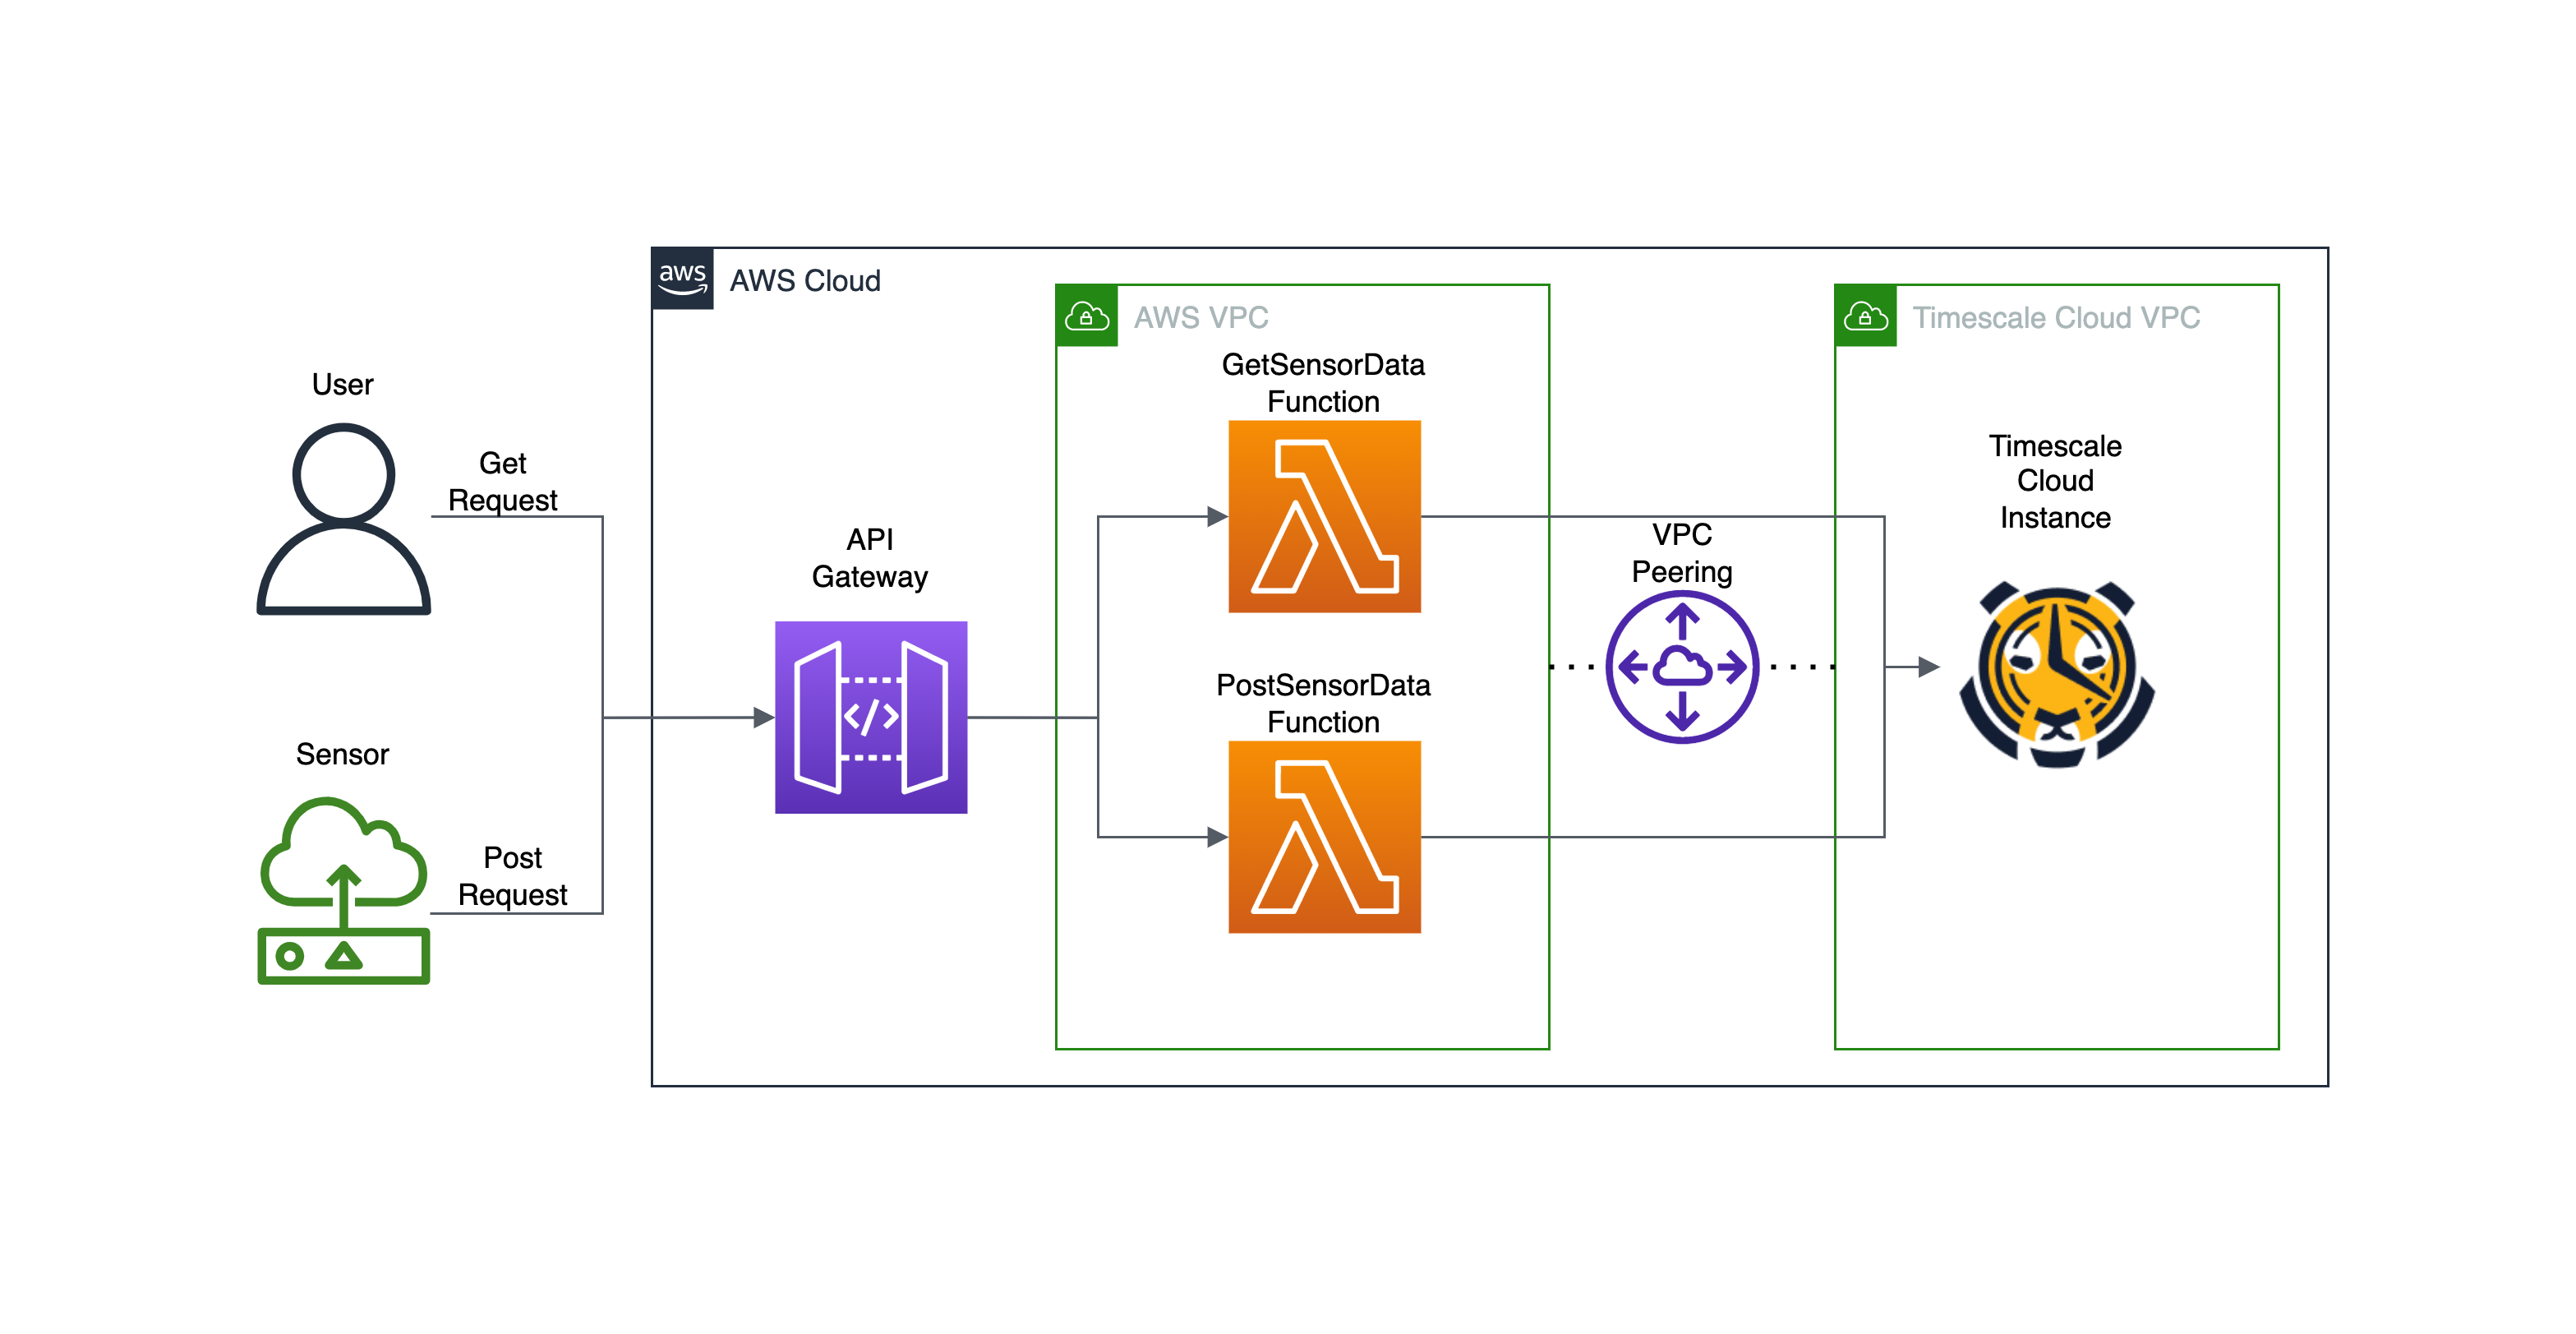 aws
AWS Cloud
AWS VPC
Timescale Cloud VPC
User
Get
Request
Sensor
Post
Request
API
Gateway
</>
GetSensorData
Function
PostSensorData
Function
VPC
Peering
Timescale
Cloud
Instance